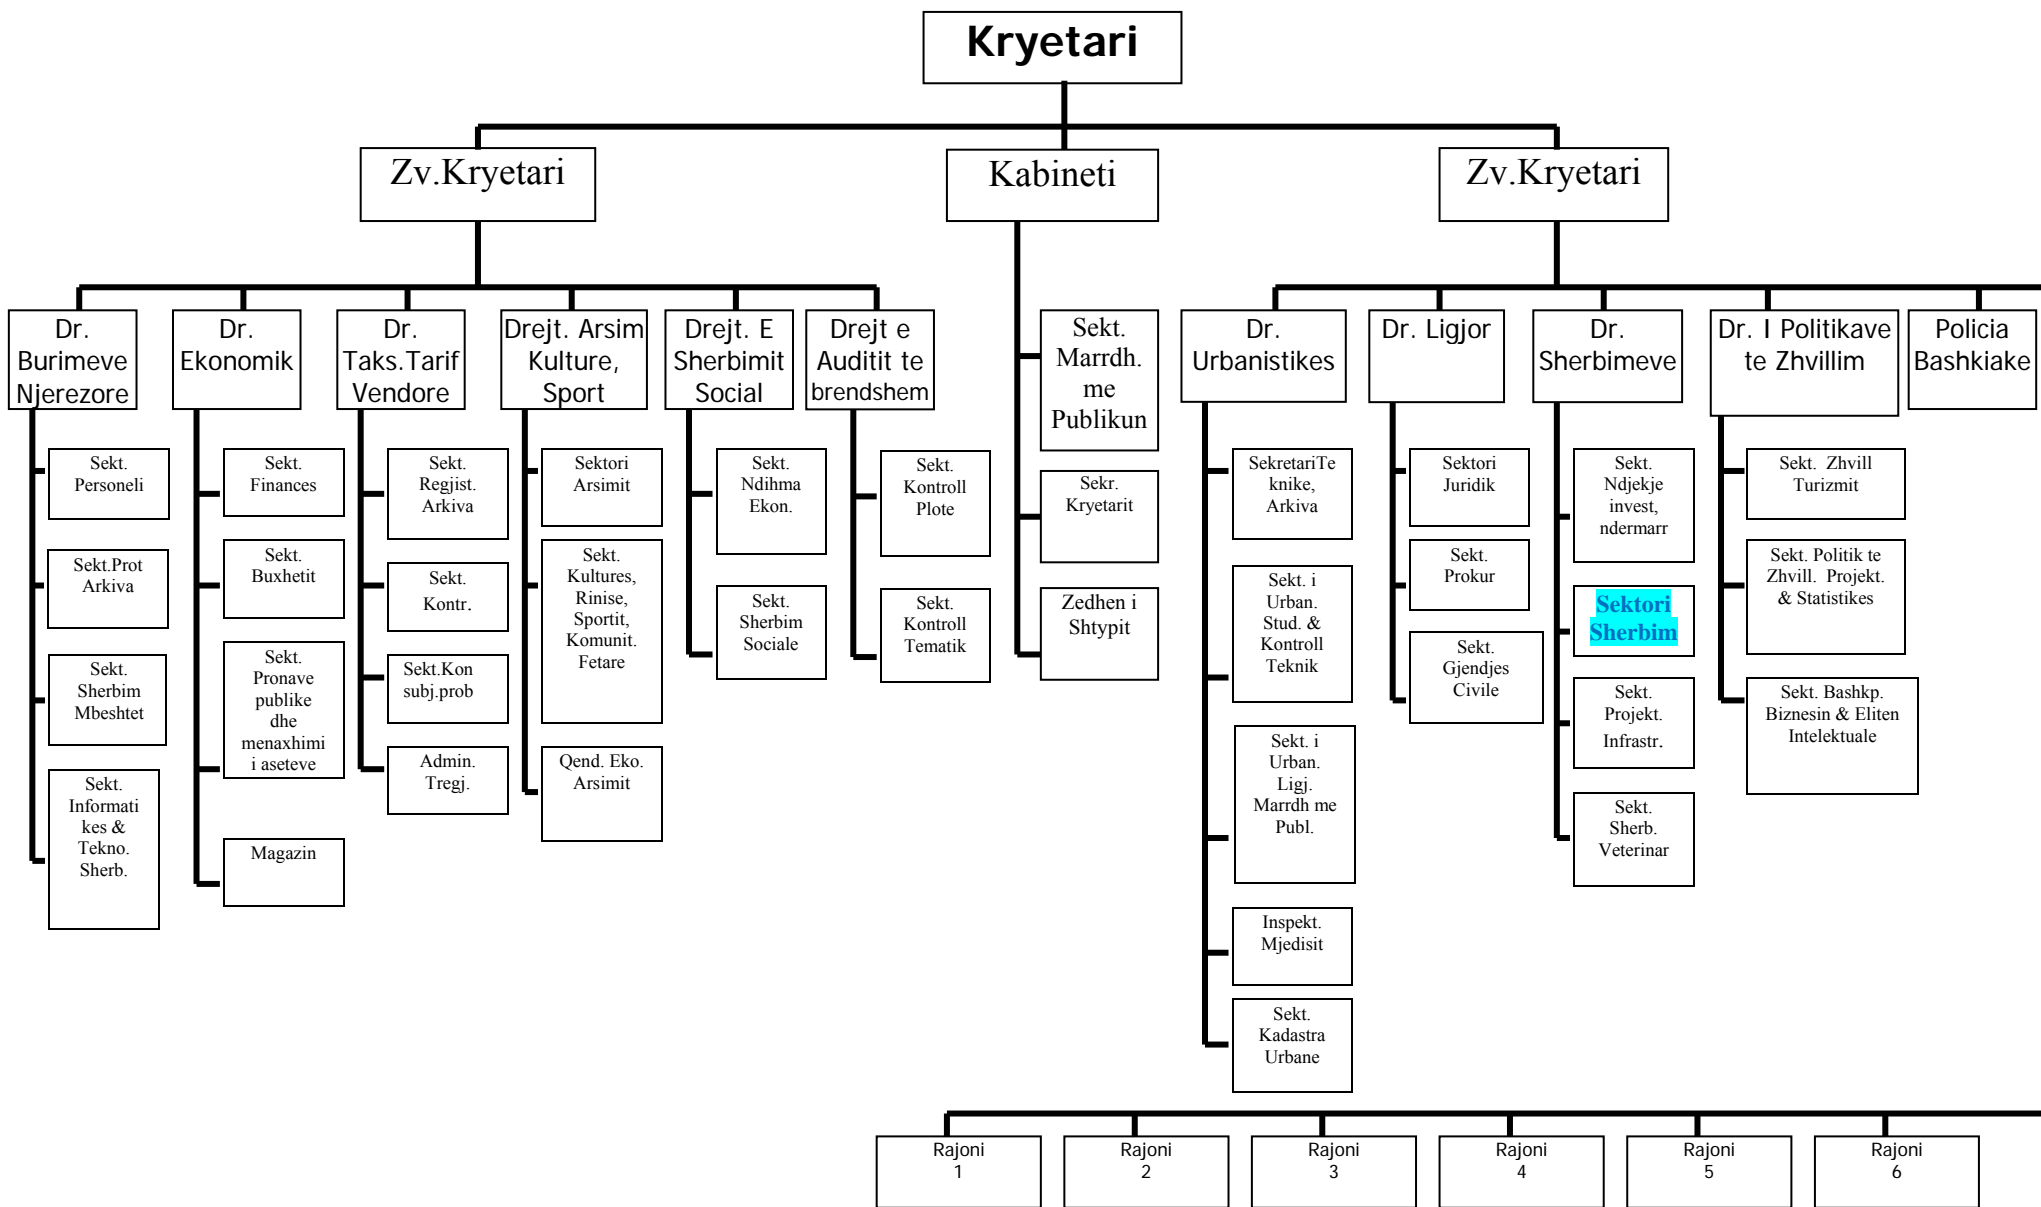 Kryetari
Zv.Kryetari
Kabineti
Zv.Kryetari
Dr.
Burimeve
Njerezore
Dr.
Ekonomik
Dr.
Taks.Tarif
Vendore
Drejt. Arsim
Kulture,
Sport
Drejt. E
Sherbimit
Social
Drejt e
Auditit te
brendshem
Sekt.
Marrdh.
me
Publikun
Dr.
Urbanistikes
Dr. Ligjor
Dr.
Sherbimeve
Dr. I Politikave
te Zhvillim
Policia
Bashkiake
Sekt.
Personeli
Sekt.Prot
Arkiva
Sekt.
Sherbim
Mbeshtet
Sekt.
Informati
kes &
Tekno.
Sherb.
Sekt.
Finances
Sekt.
Buxhetit
Sekt.
Pronave
publike
dhe
menaxhimi
i aseteve
Magazin
Sekt.
Regjist.
Arkiva
Sekt.
Kontr.
Sekt.Kon
subj.prob
Admin.
Tregj.
Sektori
Arsimit
Sekt.
Kultures,
Rinise,
Sportit,
Komunit.
Fetare
Qend. Eko.
Arsimit
Sekt.
Ndihma
Ekon.
Sekt.
Sherbim
Sociale
Sekt.
Kontroll
Plote
Sekt.
Kontroll
Tematik
Sekr.
Kryetarit
Zedhen i
Shtypit
SekretariTe
knike,
Arkiva
Sekt. i
Urban.
Stud. &
Kontroll
Teknik
Sekt. i
Urban.
Ligj.
Marrdh me
Publ.
Inspekt.
Mjedisit
Sekt.
Kadastra
Urbane
Sektori
Juridik
Sekt.
Prokur
Sekt.
Gjendjes
Civile
Sekt.
Ndjekje
invest,
ndermarr
Sektori
Sherbim
Sekt.
Projekt.
Infrastr.
Sekt.
Sherb.
Veterinar
Sekt. Zhvill
Turizmit
Sekt. Politik te
Zhvill. Projekt.
& Statistikes
Sekt. Bashkp.
Biznesin & Eliten
Intelektuale
Rajoni
1
Rajoni
2
Rajoni
3
Rajoni
4
Rajoni
5
Rajoni
6